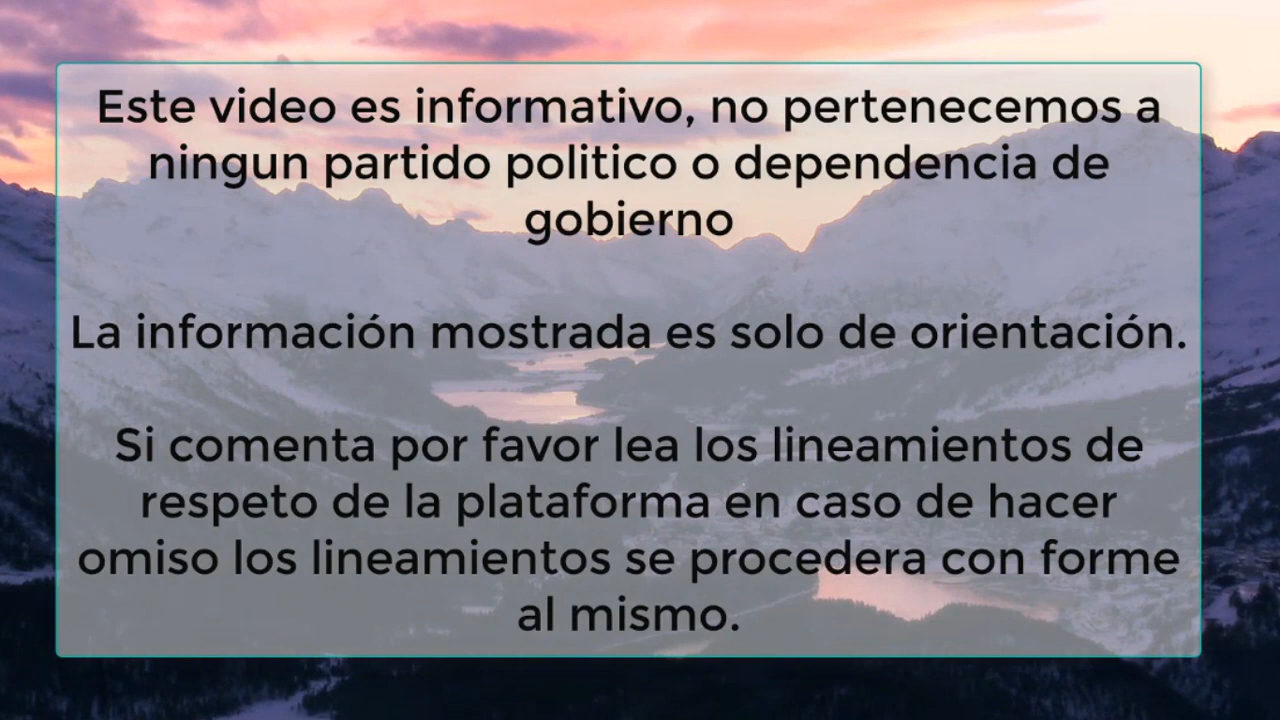 Este video es informativo, no pertenecemos a
ningun partido politico o dependencia de
gobierno
La información mostrada es solo de orientación.
Si comenta por favor lea los lineamientos de
respeto de la plataforma en caso de hacer
omiso los lineamientos se procedera con forme
al mismo.